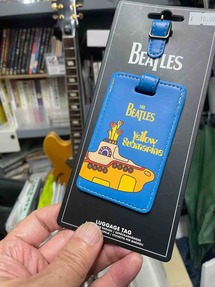 THE
BEATLES
THE
BEATLES
Yellow
Submarine
LUGGAGE TAG